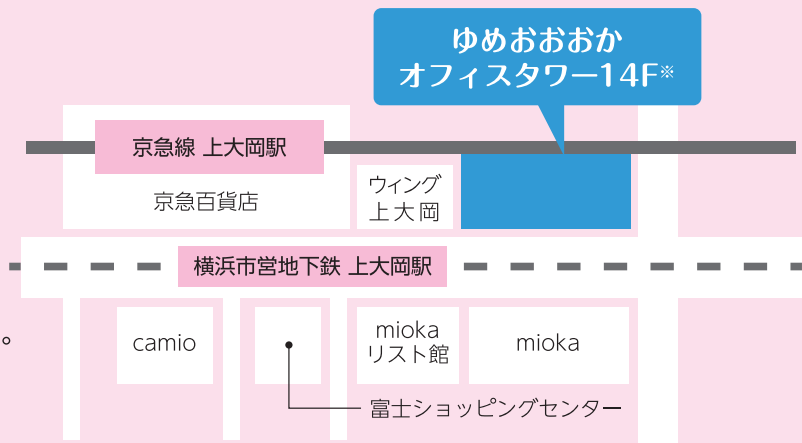 ゆめおおおか
オフィスタワー14F※
京急線 上大岡駅
京急百貨店
ウィング
上大岡
横浜市営地下鉄 上大岡駅
。
camio
mioka
リスト館
mioka
富士ショッピングセンター